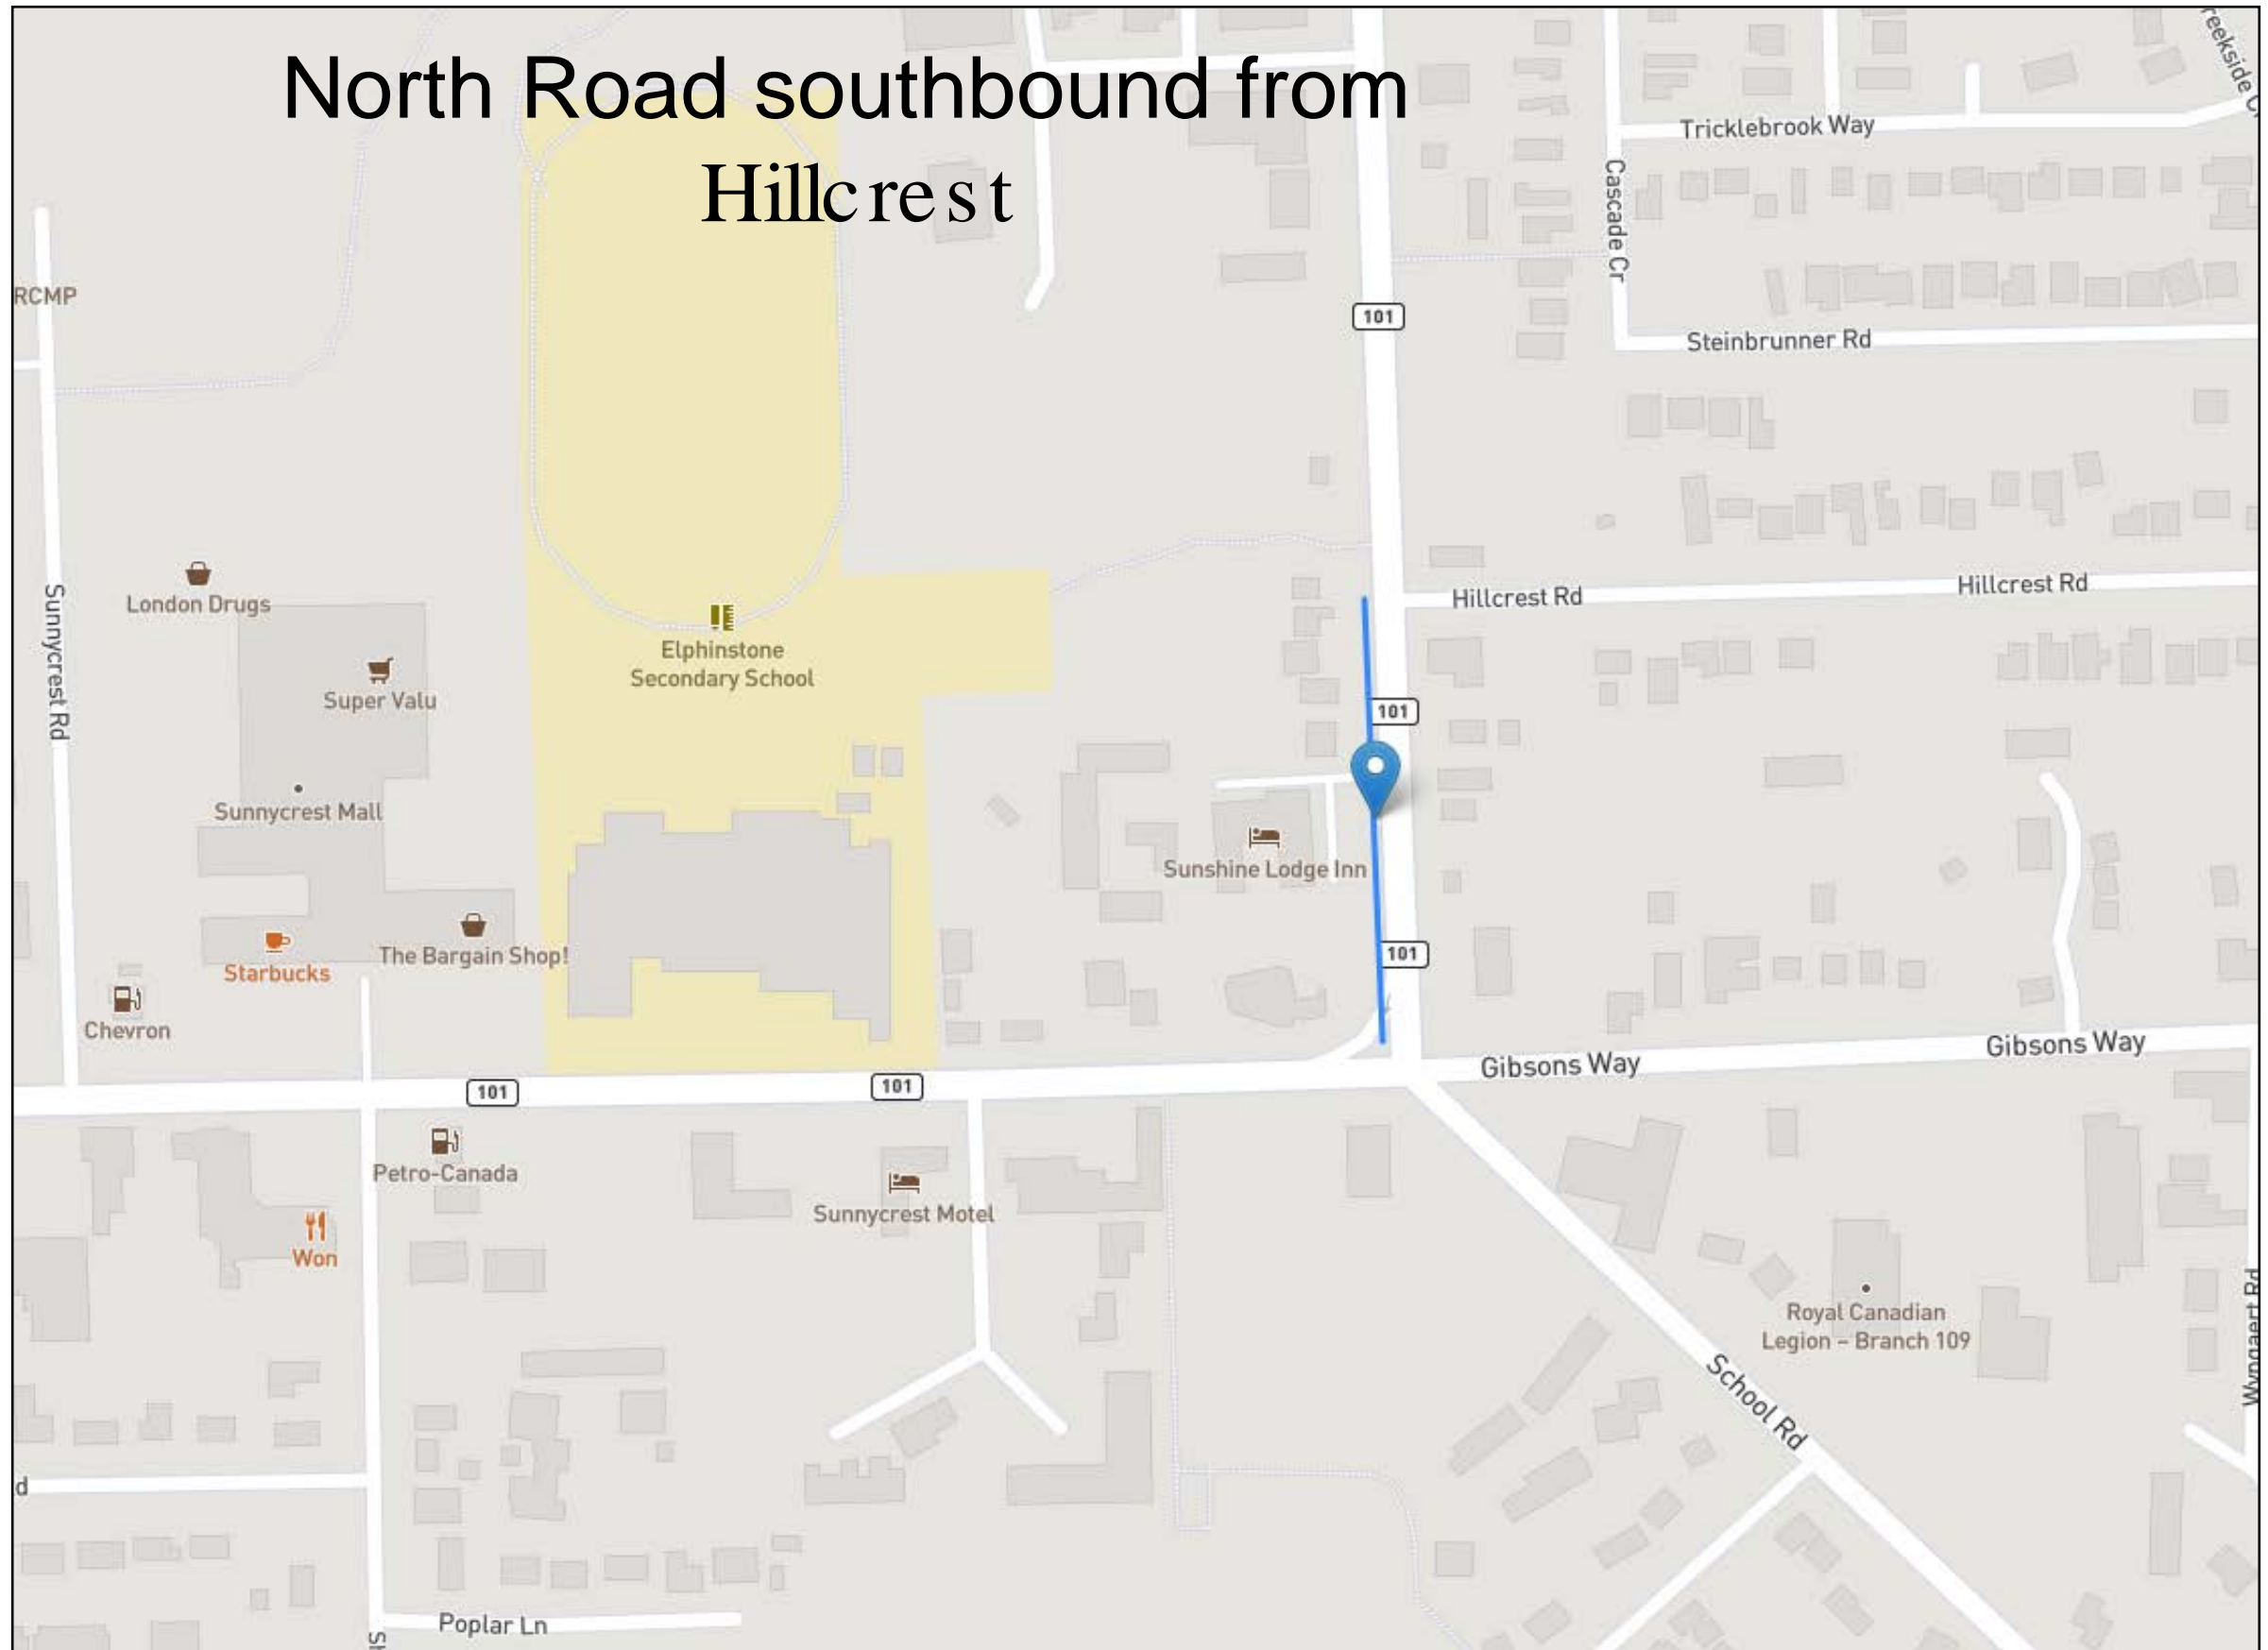 North Road southbound from
Hillcrest
Tricklebrook Way
Cascade Cr
RCMP
101
Steinbrunner Rd
London Drugs
Hillcrest Rd
Hillcrest Rd
Sunnycrest Rd
Elphinstone
Secondary School
Super Valu
101
Sunnycrest Mall
Sunshine Lodge Inn
The Bargain Shop!
101
Starbucks
Chevron
Gibsons Way
Gibsons Way
101
101
Petro-Canada
Sunnycrest Motel
Won
Royal Canadian
Legion – Branch 109
School Rd
Wyngaert Rd
d
Poplar Ln